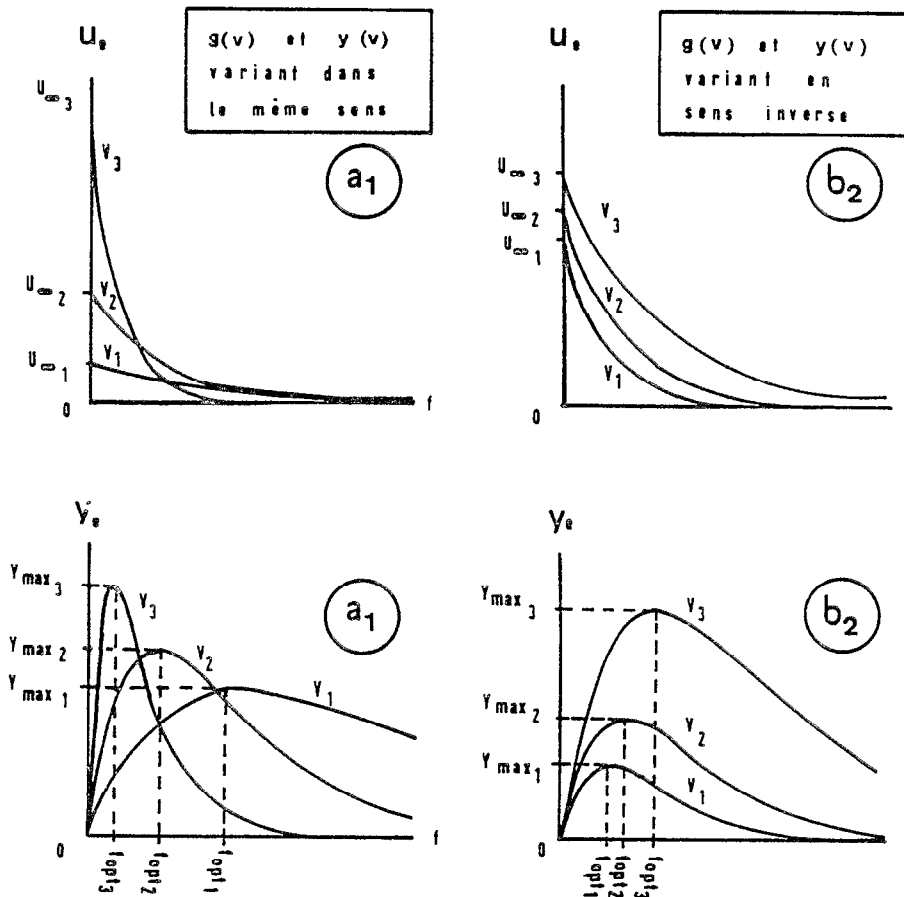 Uₑ
g(v) et y(v)
variant dans
le même sens
U∞3
V3
a1
U∞2
V2
U∞1
V1
0
f
Uₑ
g(v) et y(v)
variant en
sens inverse
b2
U∞3
V3
U∞2
U∞1
V2
V1
0
Yₑ
a1
Ymax3
V3
Ymax2
V2
Ymax1
V1
0
f
fopt3
fopt2
fopt1
yₑ
b2
Ymax3
V3
Ymax2
V2
Ymax1
V1
0
fopt1
fopt2
fopt3